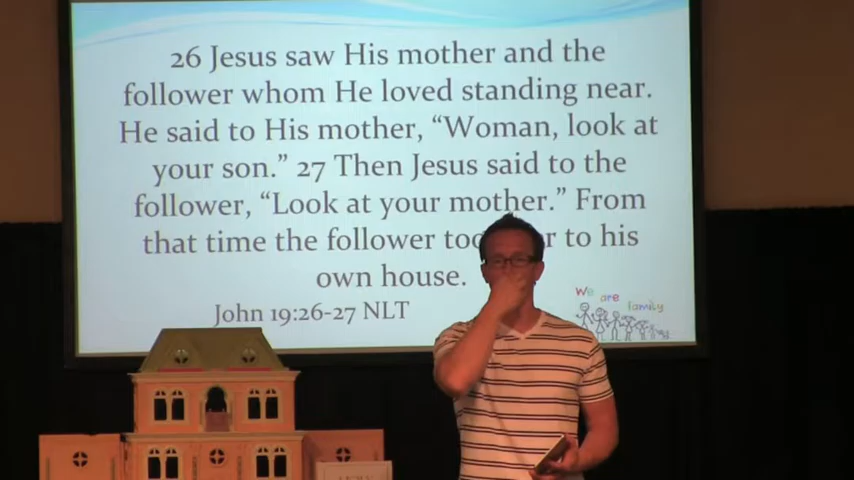 26 Jesus saw His mother and the
follower whom He loved standing near.
He said to His mother, “Woman, look at
your son.” 27 Then Jesus said to the
follower, “Look at your mother.” From
that time the follower to his
own house.
John 19:26-27 NLT
We are family